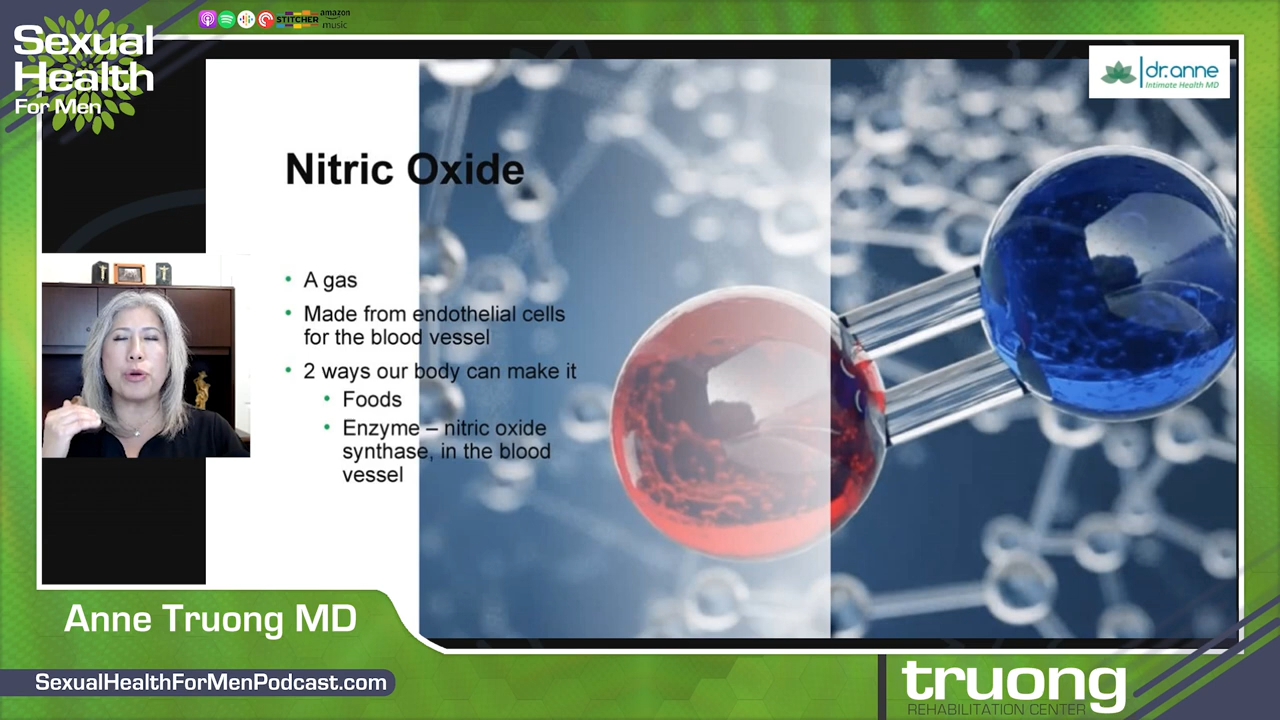 STITCHER
amazon
music
Sexual
Health
For Men
dr.anne
Intimate Health MD
Nitric Oxide
• A gas
• Made from endothelial cells
for the blood vessel
• 2 ways our body can make it
• Foods
• Enzyme – nitric oxide
synthase, in the blood
vessel
Anne Truong MD
SexualHealthForMenPodcast.com
truong
REHABILITATION CENTER